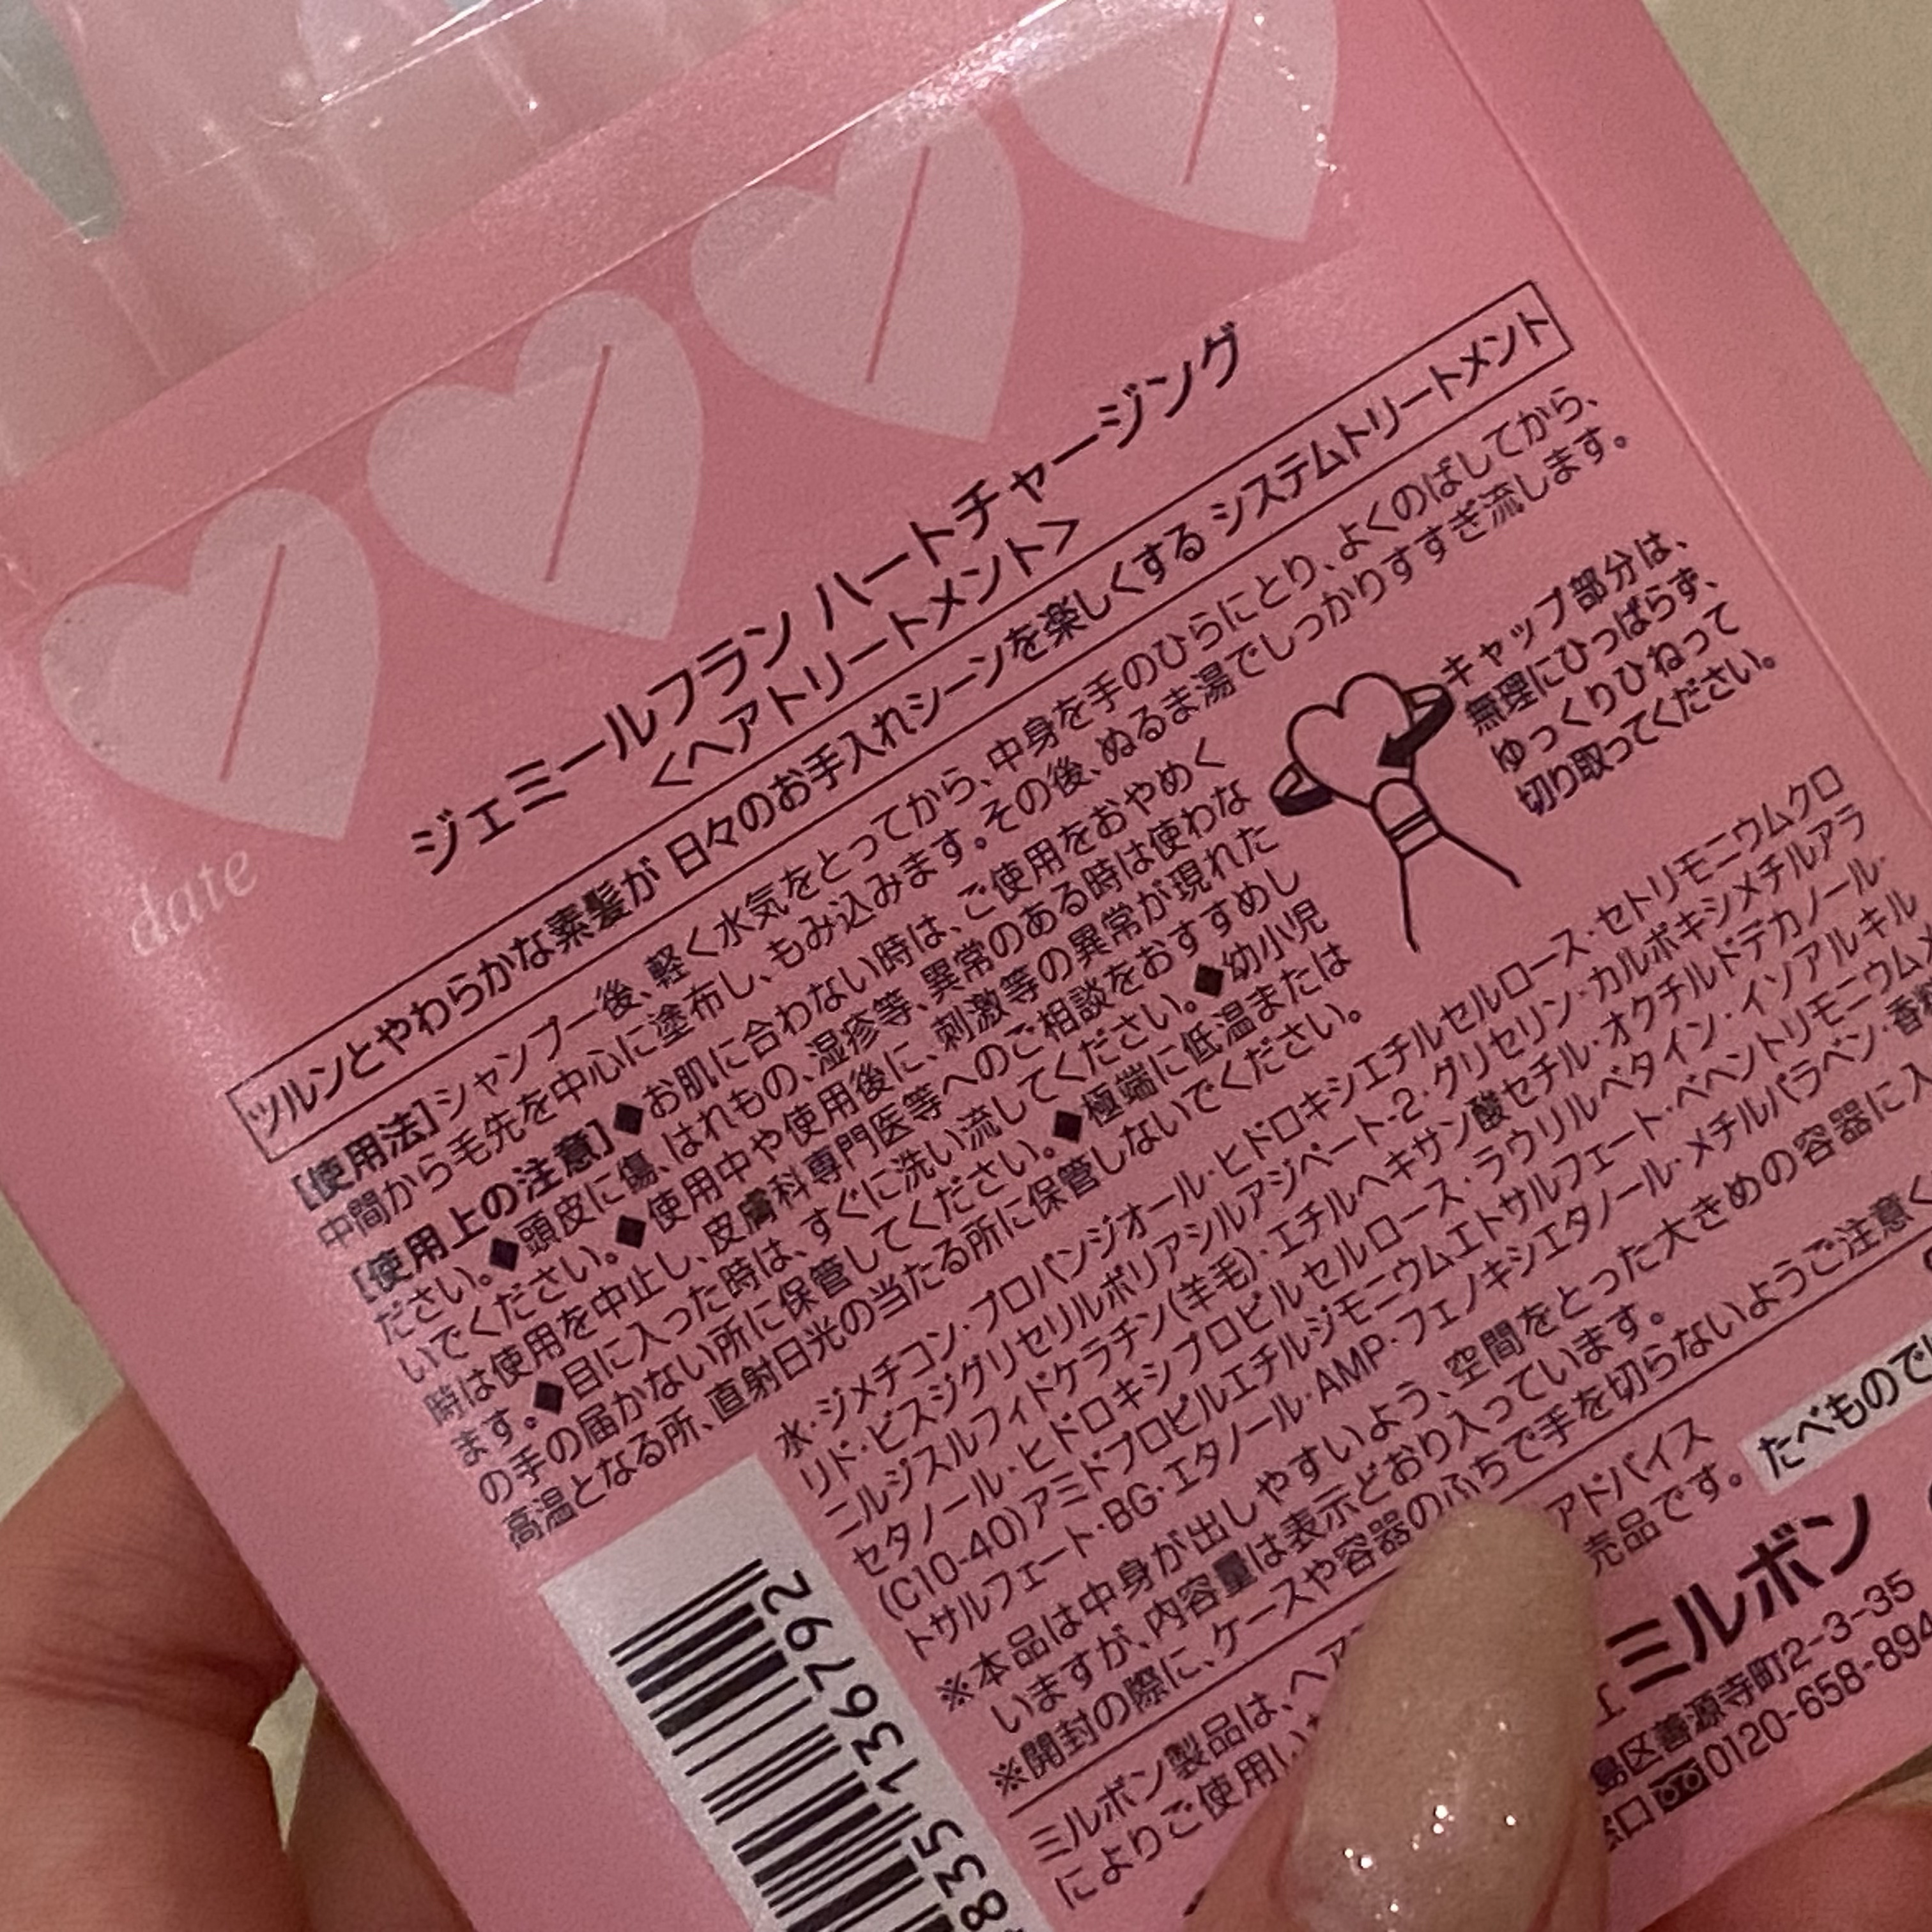 date
ジェミールフラン ハートチャージング
<ヘアトリートメント>
ツルンとやわらかな素髪が 日々のお手入れシーンを楽しくする システムトリートメント
【使用法】シャンプー後、軽く水気をとってから、中身を手のひらにとり、よくのばしてから、
中間から毛先を中心に塗布し、もみ込みます。その後、ぬるま湯でしっかりすすぎ流します。
【使用上の注意】◆お肌に合わない時は、ご使用をおやめく
ださい。◆頭皮に傷、はれもの、湿疹等、異常のある時は使わな
いでください。◆使用中や使用後に、刺激等の異常が現れた
時は使用を中止し、皮膚科専門医等へのご相談をおすすめし
ます。◆目に入った時は、すぐに洗い流してください。◆幼小児
の手の届かない所に保管してください。◆極端に低温または
高温となる所、直射日光の当たる所に保管しないでください。
キャップ部分は、
無理にひっぱらず、
ゆっくりひねって
切り取ってください。
水・ジメチコン・プロパンジオール・ヒドロキシエチルセルロース・セトリモニウムクロ
リド・ビスジグリセリルポリアシルアジペート-2・グリセリン・カルボキシメチルアラ
ニルジスルフィドケラチン(羊毛)・エチルヘキサン酸セチル・オクチルドデカノール・
セタノール・ヒドロキシプロピルセルロース・ラウリルベタイン・イソアルキル
(C10-40)アミドプロピルエチルジモニウムエトサルフェート・ベヘントリモニウムメ
トサルフェート・BG・エタノール・AMP・フェノキシエタノール・メチルパラベン・香料
※本品は中身が出しやすいよう、空間をとった大きめの容器に入
いますが、内容量は表示どおり入っています。
※開封の際に、ケースや容器のふちで手を切らないようご注意く
ミルボン製品は、ヘア アドバイス
によりご使用 売品です。
たべもので
ミルボン
島区善源寺町2-3-35
窓口 0120-658-894
835 136792